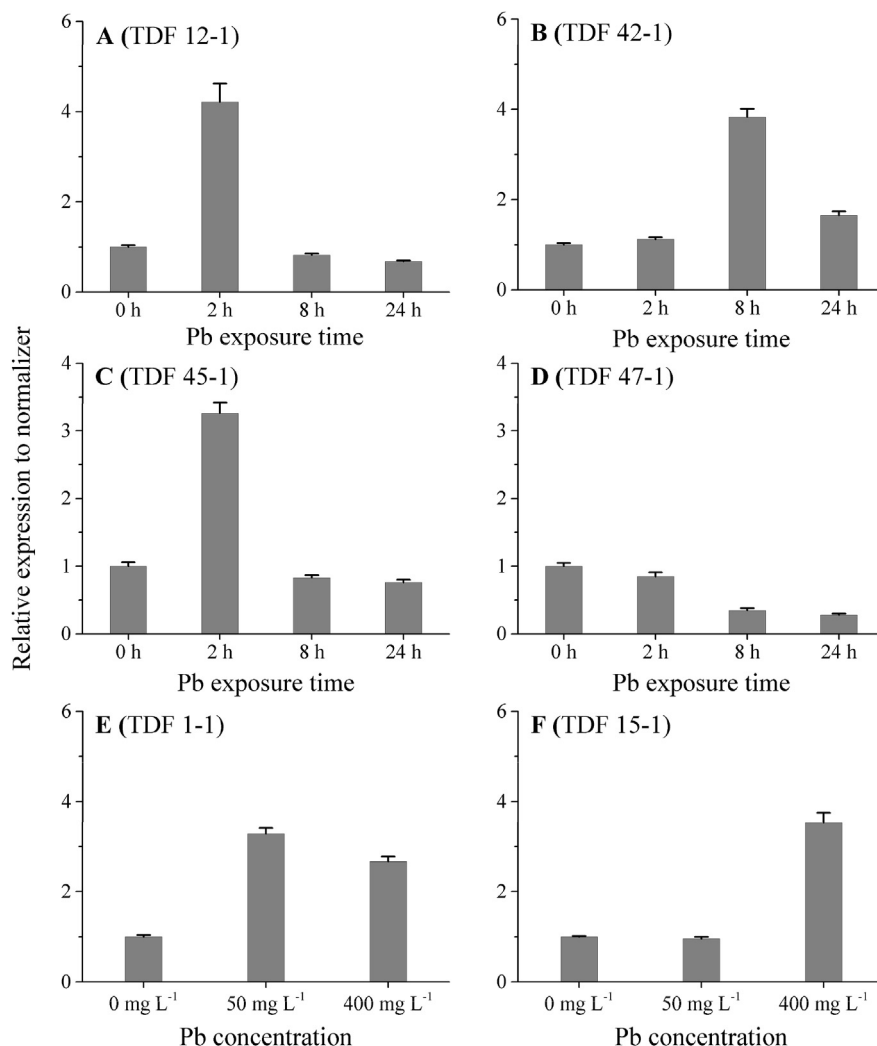 Relative expression to normalizer
A (TDF 12-1)
6
4
2
0
0 h 2 h 8 h 24 h
Pb exposure time
B (TDF 42-1)
6
4
2
0
0 h 2 h 8 h 24 h
Pb exposure time
C (TDF 45-1)
4
3
2
1
0
0 h 2 h 8 h 24 h
Pb exposure time
D (TDF 47-1)
4
3
2
1
0
0 h 2 h 8 h 24 h
Pb exposure time
E (TDF 1-1)
6
4
2
0
0 mg L⁻¹ 50 mg L⁻¹ 400 mg L⁻¹
Pb concentration
F (TDF 15-1)
6
4
2
0
0 mg L⁻¹ 50 mg L⁻¹ 400 mg L⁻¹
Pb concentration